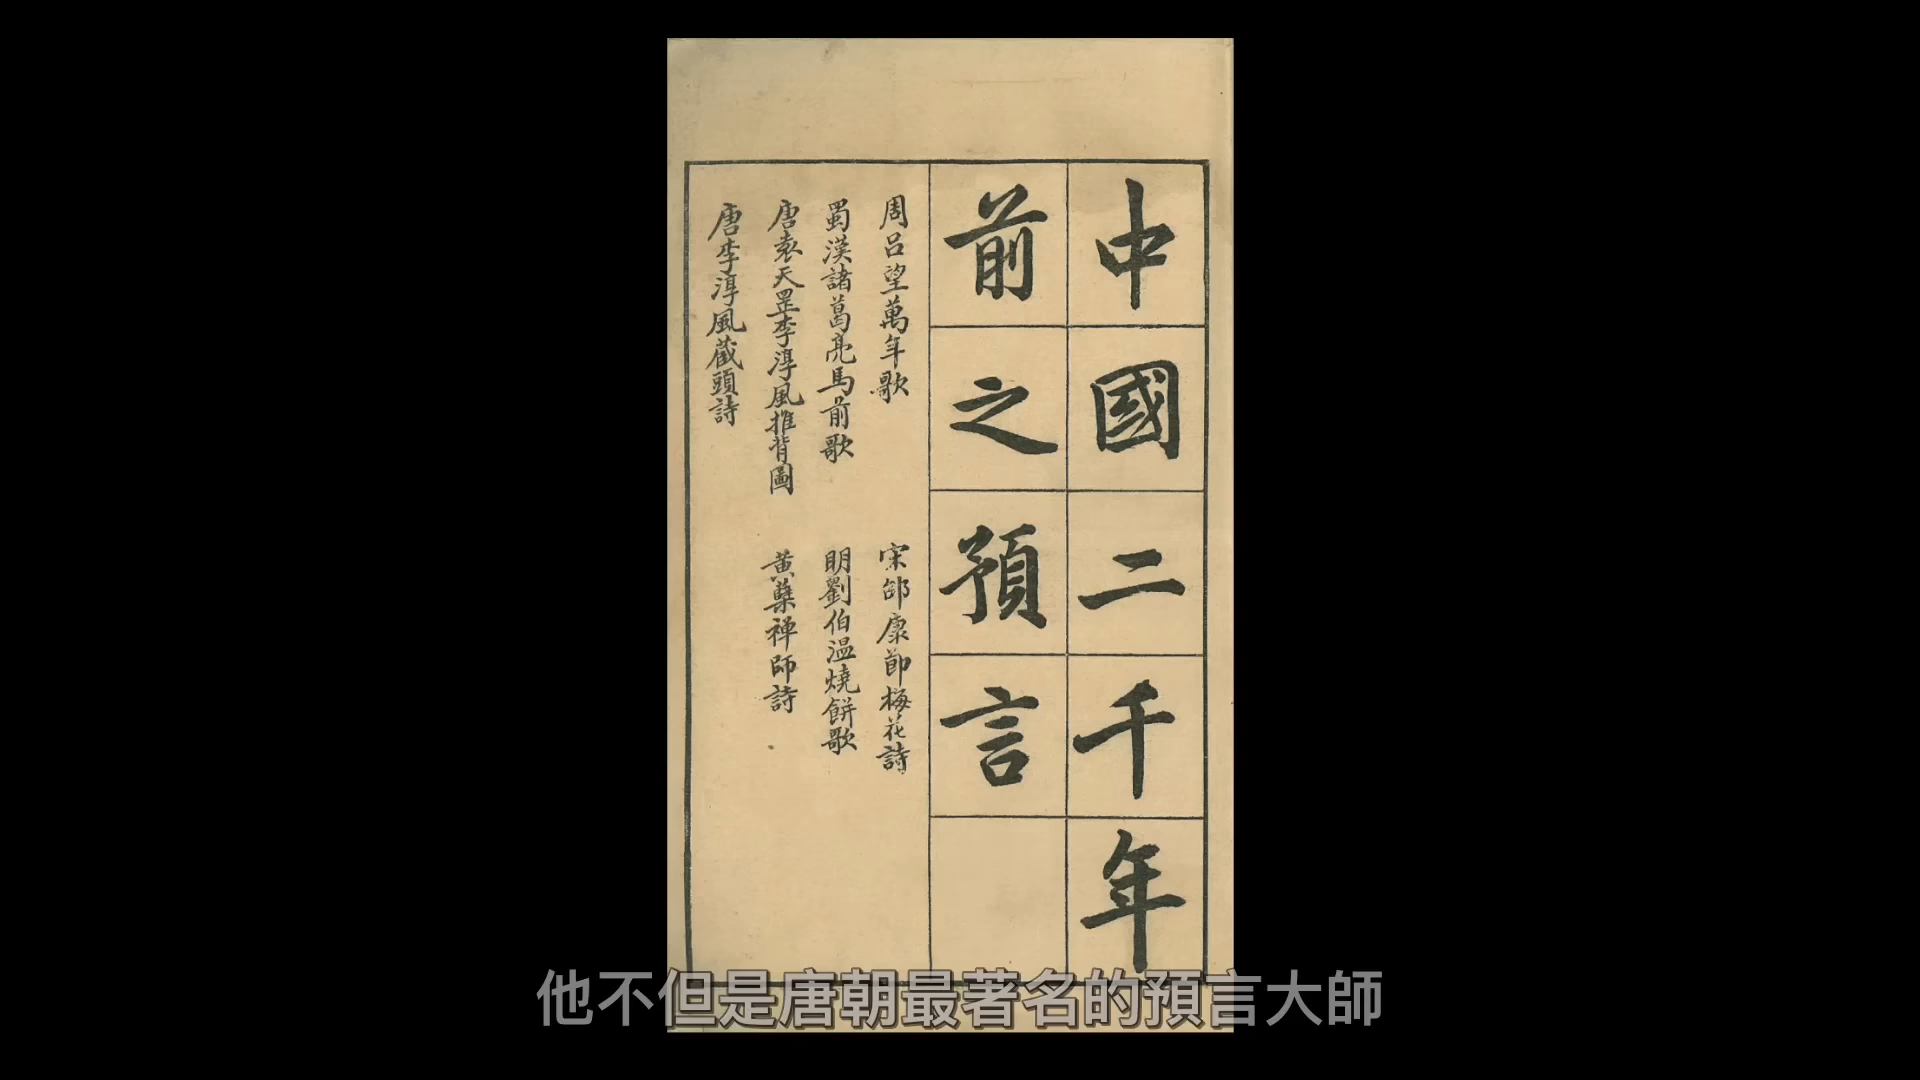 中國二千年
前之預言
周呂望萬年歌
宋邵康節梅花詩
蜀漢諸葛亮馬前歌
明劉伯溫燒餅歌
唐袁天罡李淳風推背圖
黃蘗禅師詩
唐李淳風藏頭詩
他不但是唐朝最著名的預言大師